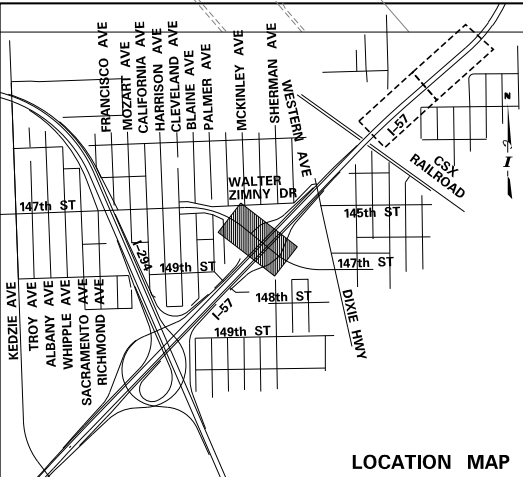 FRANCISCO AVE
MOZART AVE
CALIFORNIA AVE
HARRISON AVE
CLEVELAND AVE
BLAINE AVE
PALMER AVE
MCKINLEY AVE
SHERMAN AVE
WESTERN AVE
I-57
N
CSX
RAILROAD
WALTER
ZIMNY DR
147th ST
145th ST
I-294
149th ST
147th ST
148th ST
I-57
149th ST
DIXIE HWY
KEDZIE AVE
TROY AVE
ALBANY AVE
WHIPPLE AVE
SACRAMENTO AVE
RICHMOND AVE
LOCATION MAP